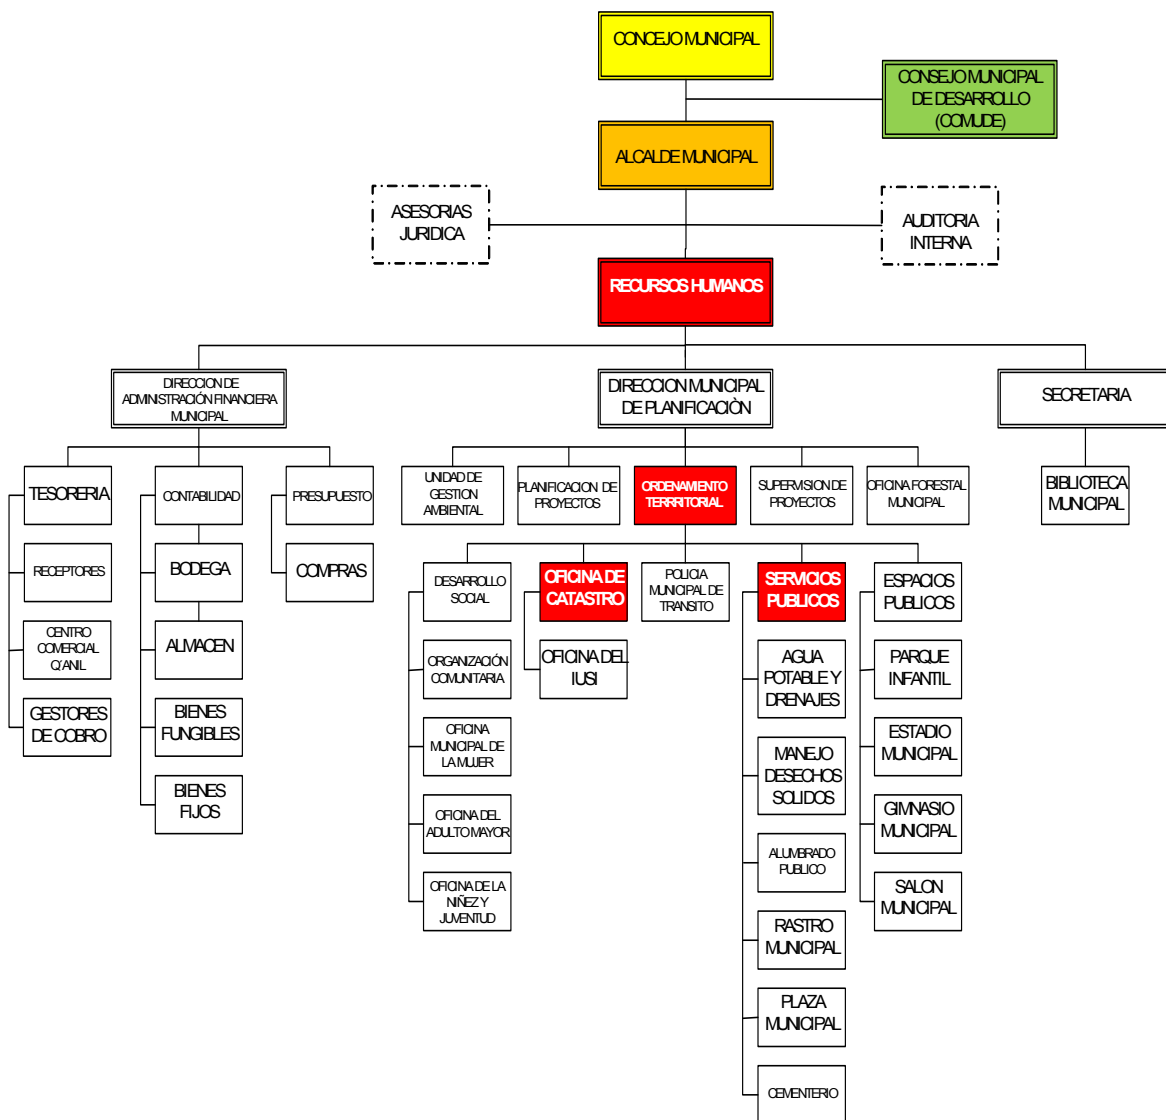 CONCEJO MUNICIPAL
CONSEJO MUNICIPAL
DE DESARROLLO
(COMUDE)
ALCALDE MUNICIPAL
ASESORIAS
JURIDICA
AUDITORIA
INTERNA
RECURSOS HUMANOS
DIRECCION DE
ADMINISTRACIÓN FINANCIERA
MUNICIPAL
DIRECCION MUNICIPAL
DE PLANIFICACIÒN
SECRETARIA
TESORERIA
CONTABILIDAD
PRESUPUESTO
UNIDAD DE
GESTION
AMBIENTAL
PLANIFICACION DE
PROYECTOS
ORDENAMIENTO
TERRRITORIAL
SUPERVISION DE
PROYECTOS
OFICINA FORESTAL
MUNICIPAL
BIBLIOTECA
MUNICIPAL
RECEPTORES
BODEGA
COMPRAS
DESARROLLO
SOCIAL
OFICINA DE
CATASTRO
POLICIA
MUNICIPAL DE
TRANSITO
SERVICIOS
PUBLICOS
ESPACIOS
PUBLICOS
CENTRO
COMERCIAL
Q'ANIL
ALMACEN
ORGANIZACIÓN
COMUNITARIA
OFICINA DEL
IUSI
AGUA
POTABLE Y
DRENAJES
PARQUE
INFANTIL
GESTORES
DE COBRO
BIENES
FUNGIBLES
OFICINA
MUNICIPAL DE
LA MUJER
MANEJO
DESECHOS
SOLIDOS
ESTADIO
MUNICIPAL
BIENES
FIJOS
OFICINA DEL
ADULTO MAYOR
ALUMBRADO
PUBLICO
GIMNASIO
MUNICIPAL
OFICINA DE LA
NIÑEZ Y
JUVENTUD
RASTRO
MUNICIPAL
SALON
MUNICIPAL
PLAZA
MUNICIPAL
CEMENTERIO